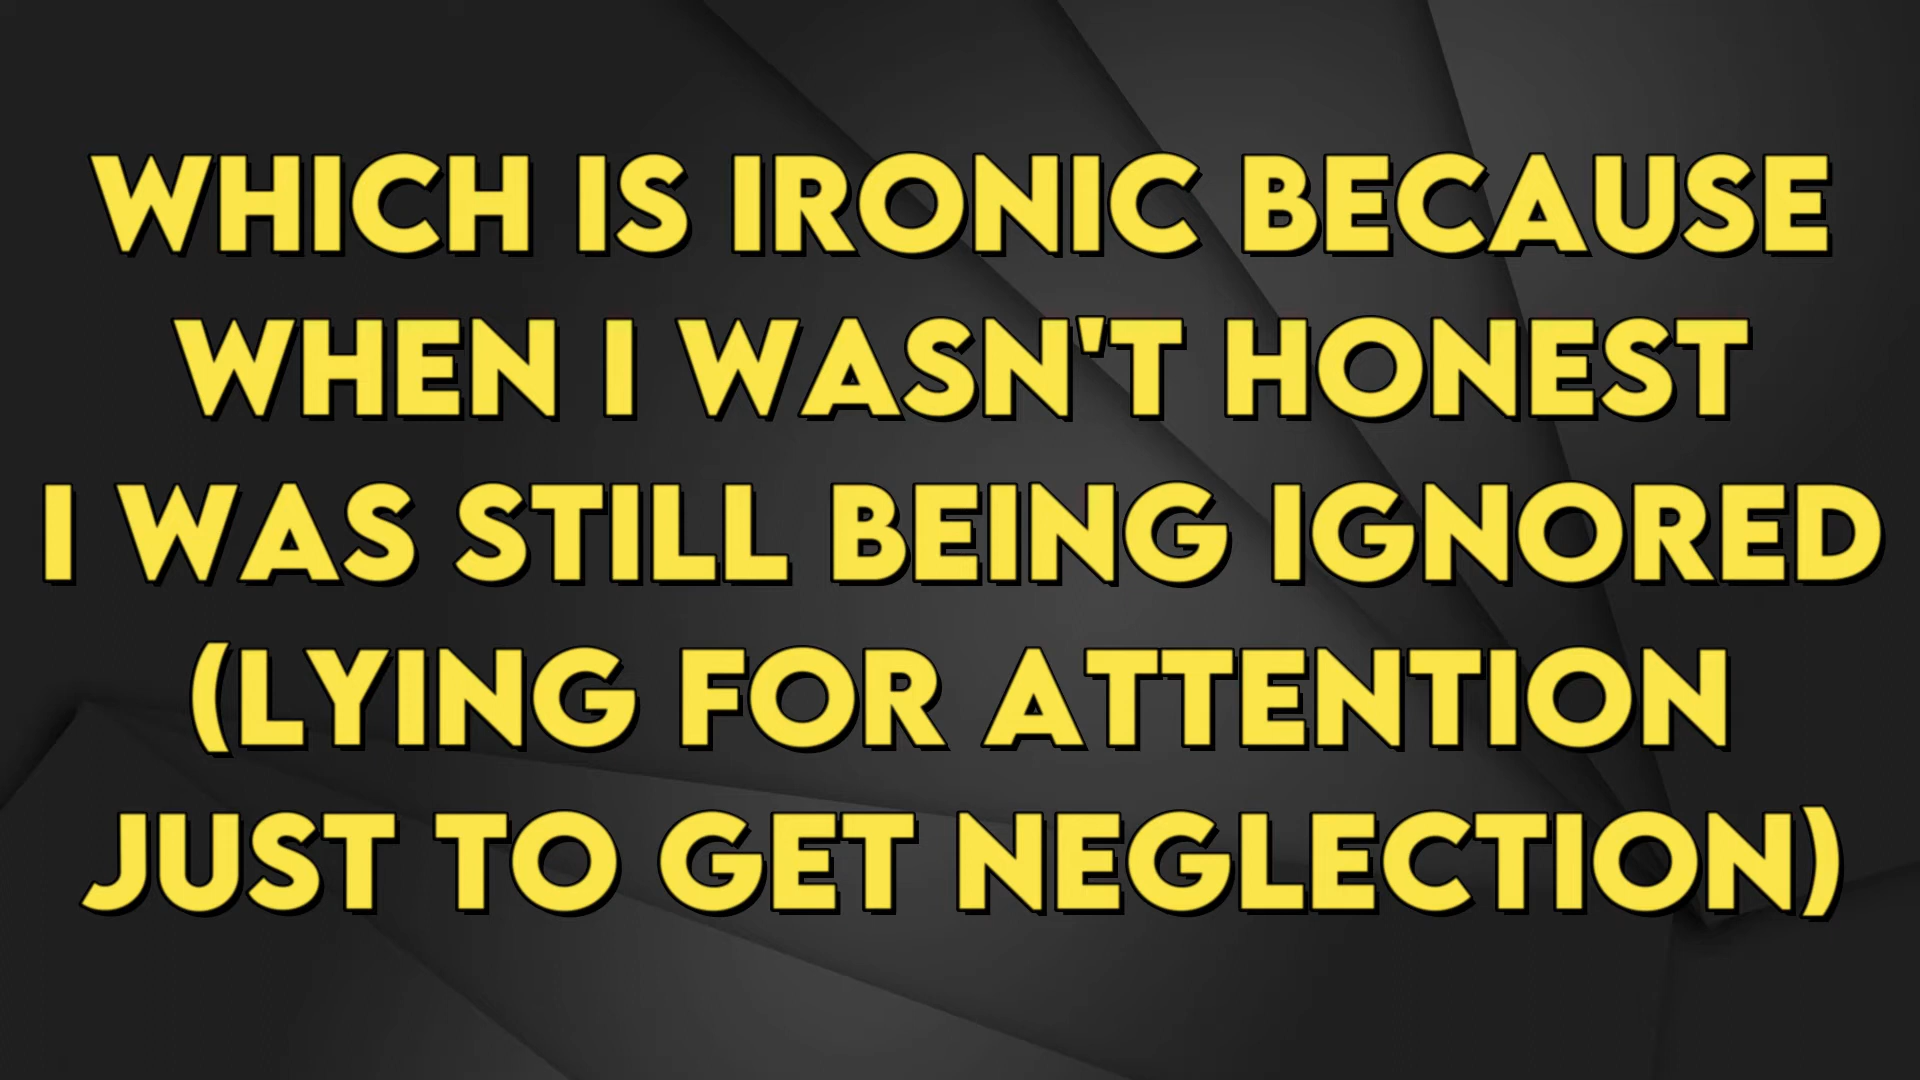 WHICH IS IRONIC BECAUSE
WHEN I WASN'T HONEST
I WAS STILL BEING IGNORED
(LYING FOR ATTENTION
JUST TO GET NEGLECTION)